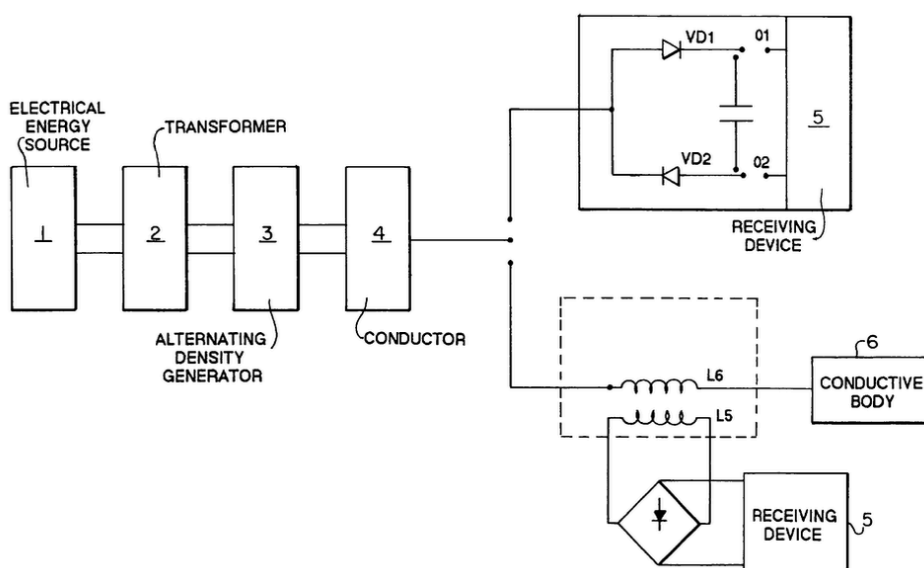 ELECTRICAL
ENERGY
SOURCE
TRANSFORMER
1
2
3
4
ALTERNATING
DENSITY
GENERATOR
CONDUCTOR
VD1
01
VD2
02
5
RECEIVING
DEVICE
L6
L5
6
CONDUCTIVE
BODY
RECEIVING
DEVICE
5